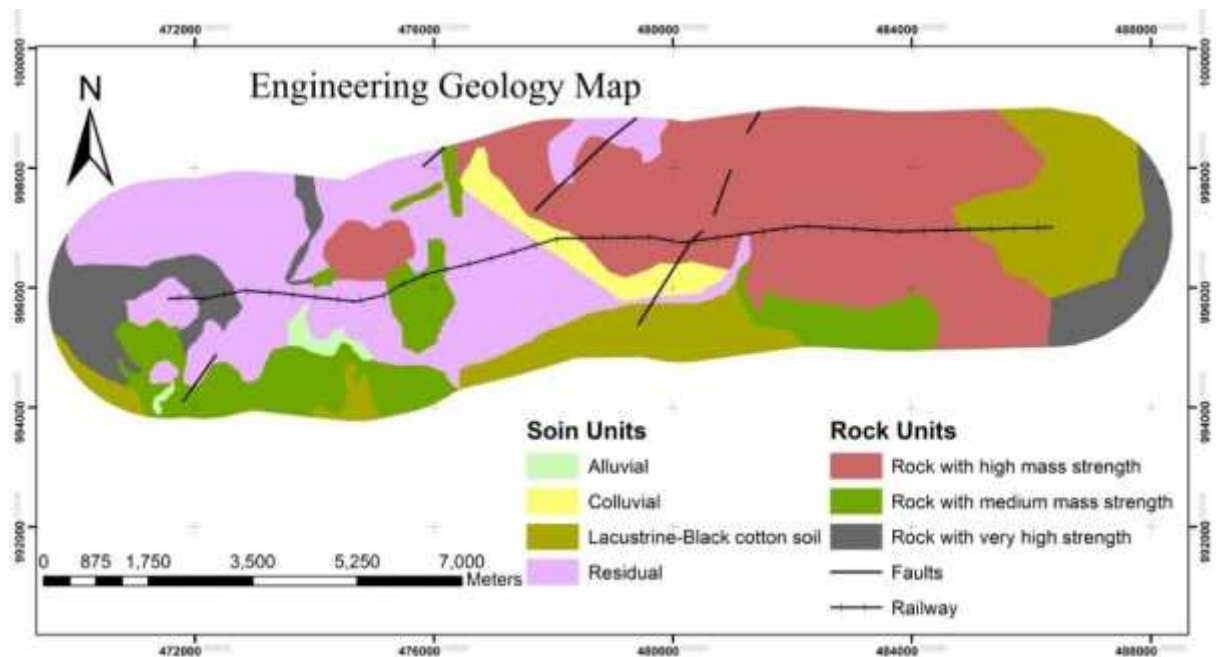 472000 476000 480000 484000 488000
1000000 1000000
N
Engineering Geology Map
998000 998000
996000 996000
994000 994000
Soin Units Rock Units
Alluvial Rock with high mass strength
Colluvial Rock with medium mass strength
Lacustrine-Black cotton soil Rock with very high strength
Residual Faults
Railway
992000 992000
0 875 1,750 3,500 5,250 7,000
Meters
472000 476000 480000 484000 488000